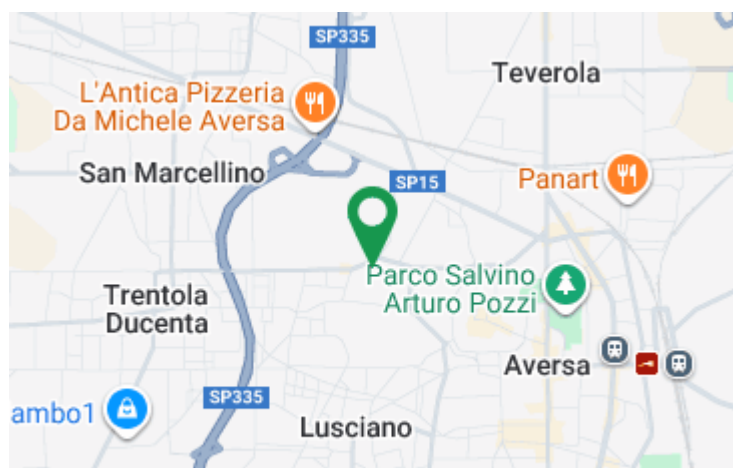 SP335
Teverola
L'Antica Pizzeria
Da Michele Aversa
San Marcellino
SP15
Panart
Parco Salvino
Arturo Pozzi
Trentola
Ducenta
Aversa
SP335
ambo1
Lusciano